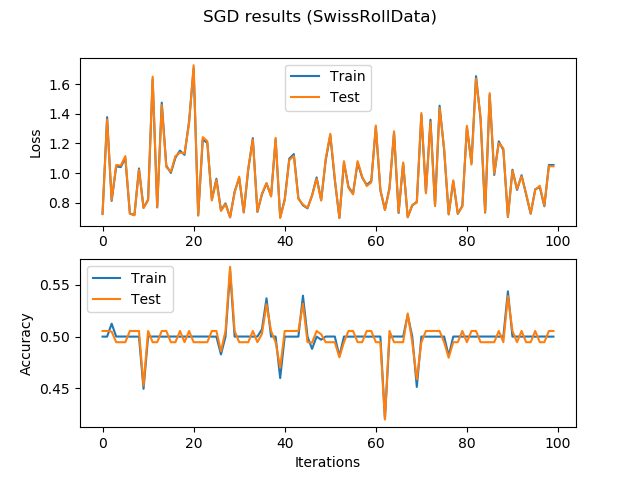 SGD results (SwissRollData)
Train
Test
Loss
1.6
1.4
1.2
1.0
0.8
0 20 40 60 80 100
Train
Test
Accuracy
0.55
0.50
0.45
0 20 40 60 80 100
Iterations